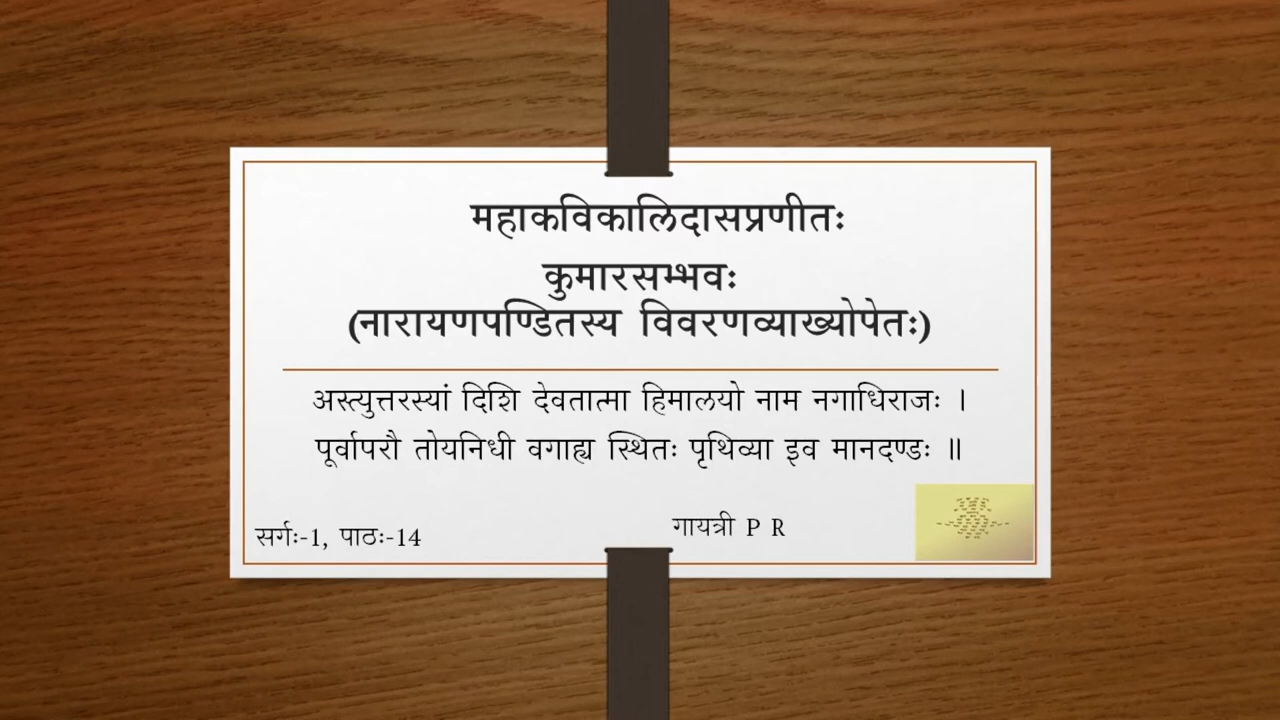 महाकविकालिदासप्रणीतः
कुमारसम्भवः
(नारायणपण्डितस्य विवरणव्याख्योपेतः)
अस्त्युत्तरस्यां दिशि देवतात्मा हिमालयो नाम नगाधिराजः ।
पूर्वापरौ तोयनिधी वगाह्य स्थितः पृथिव्या इव मानदण्डः ॥
सर्गः-1, पाठः-14
गायत्री P R